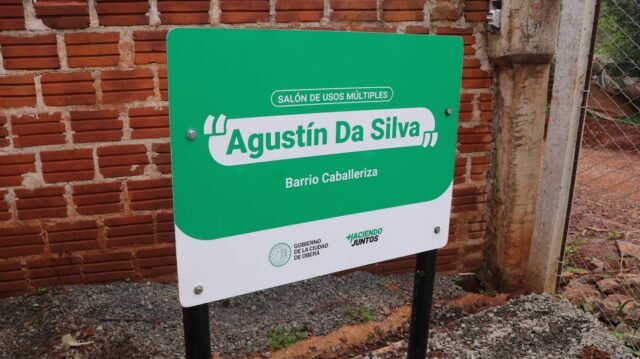 SALÓN DE USOS MÚLTIPLES
"Agustín Da Silva"
Barrio Caballeriza
GOBIERNO
DE LA CIUDAD
DE OBERÁ
+HACIENDO
JUNTOS